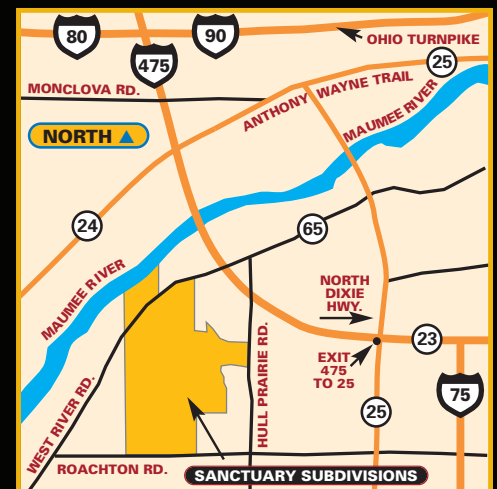 80
90
OHIO TURNPIKE
475
25
MONCLOVA RD.
ANTHONY WAYNE TRAIL
MAUMEE RIVER
NORTH ▲
24
65
MAUMEE RIVER
NORTH
DIXIE
HWY.
HULL PRAIRIE RD.
23
EXIT
475
TO 25
75
WEST RIVER RD.
25
ROACHTON RD.
SANCTUARY SUBDIVISIONS